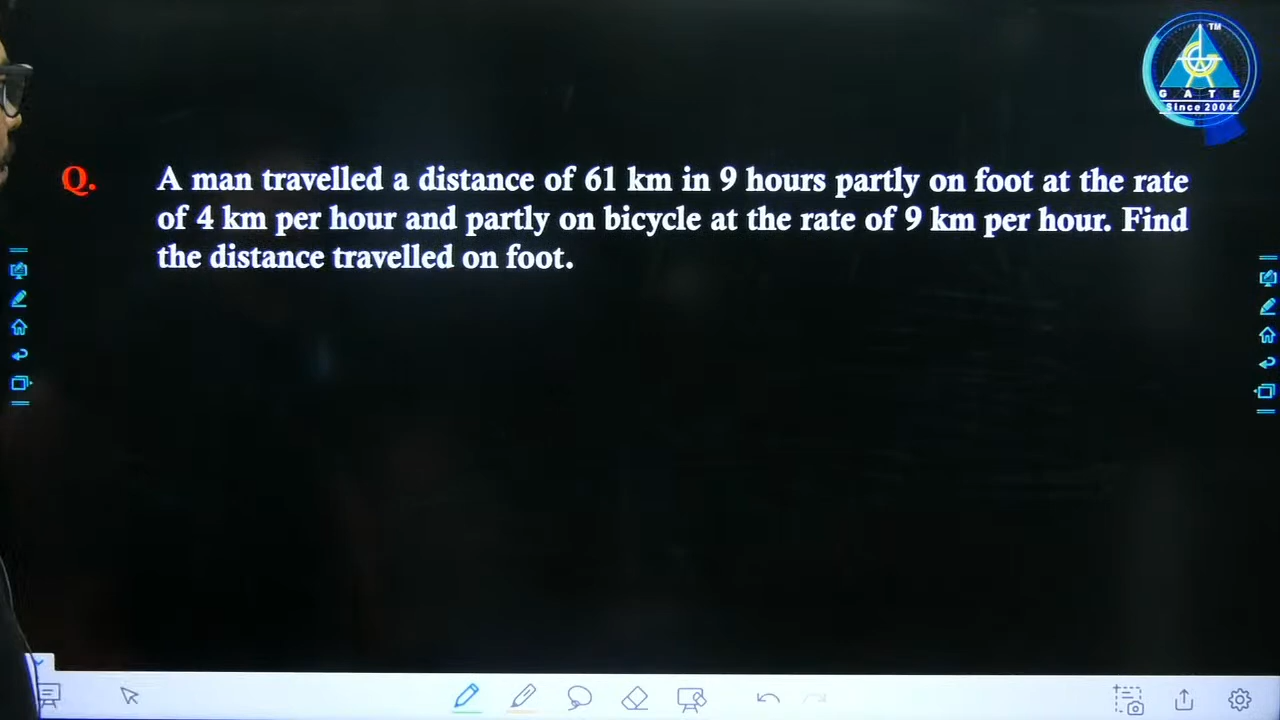 TM
G A T E
Since 2004
Q. A man travelled a distance of 61 km in 9 hours partly on foot at the rate
of 4 km per hour and partly on bicycle at the rate of 9 km per hour. Find
the distance travelled on foot.